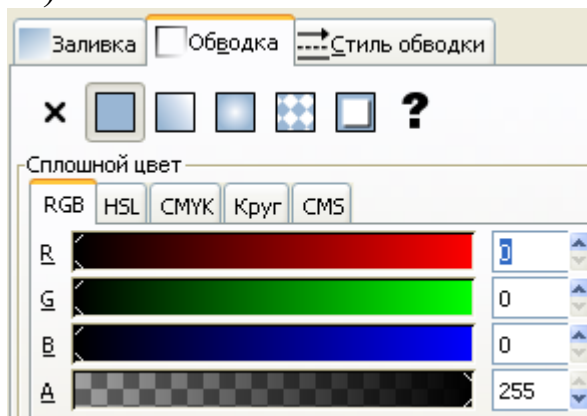 )
Заливка Обводка Стиль обводки
× ?
Сплошной цвет
RGB HSL CMYK Круг CMS
R 0
G 0
B 0
A 255